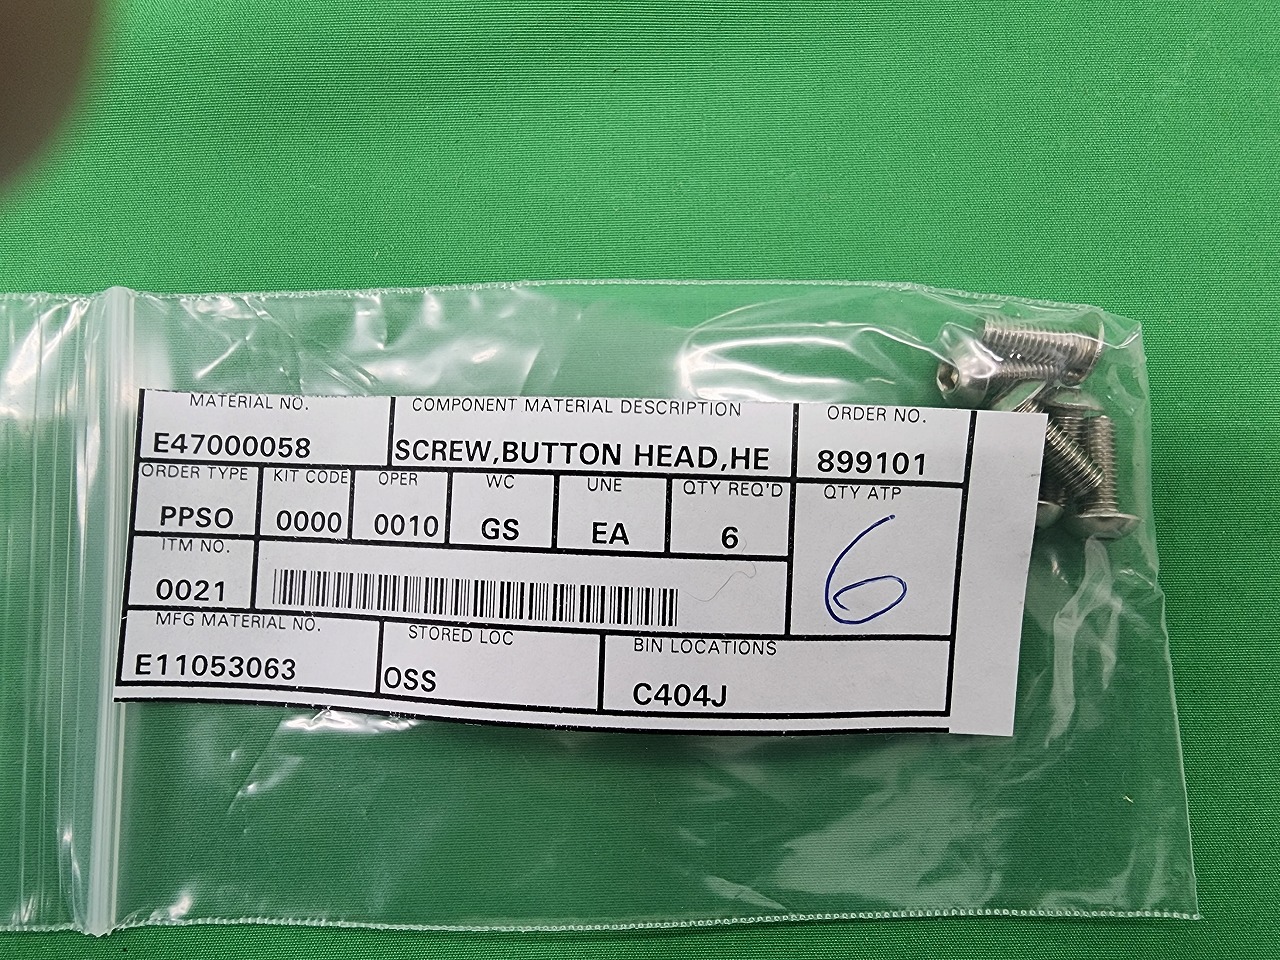 MATERIAL NO. COMPONENT MATERIAL DESCRIPTION ORDER NO.
E47000058 SCREW,BUTTON HEAD,HE 899101
ORDER TYPE KIT CODE OPER WC UNE QTY REQ'D QTY ATP
PPSO 0000 0010 GS EA 6 6
ITM NO.
0021
MFG MATERIAL NO. STORED LOC BIN LOCATIONS
E11053063 OSS C404J